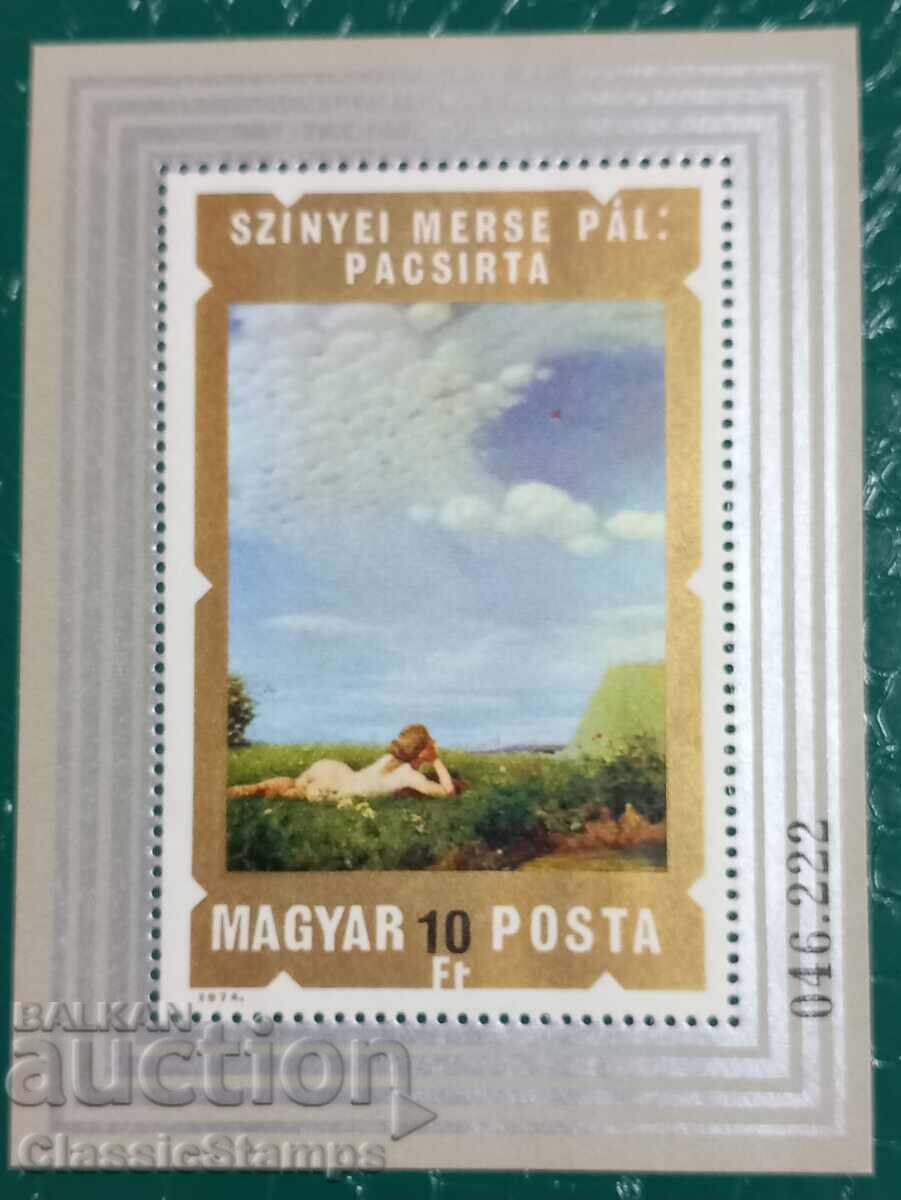 SZINYEI MERSE PÁL:
PACSIRTA
MAGYAR 10 POSTA
Ft
1974.
046.222
BALKAN
auction
ClassicStamps